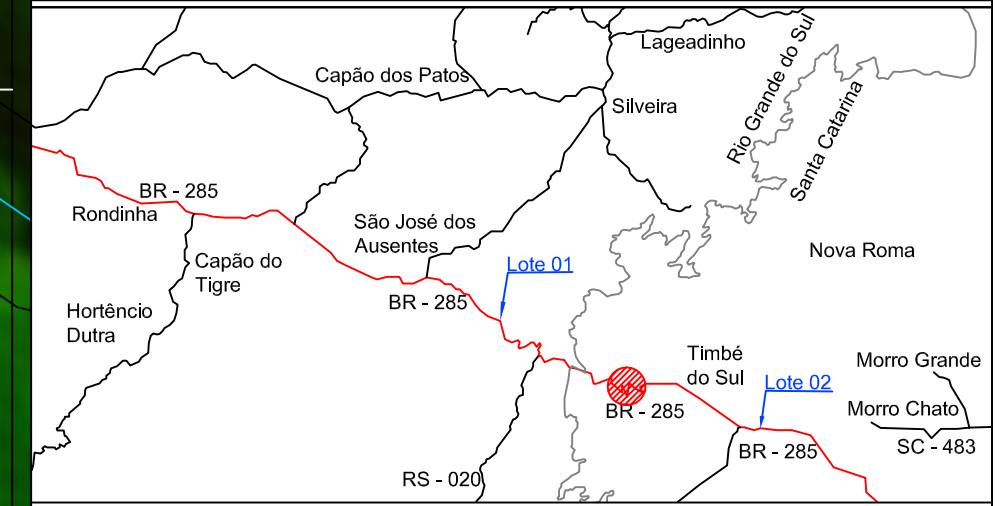 Lageadinho
Rio Grande do Sul
Capão dos Patos
Silveira
Santa Catarina
BR - 285
Rondinha
São José dos
Ausentes
Nova Roma
Capão do
Tigre
Lote 01
BR - 285
Hortêncio
Dutra
Timbé
do Sul
Morro Grande
Lote 02
BR - 285
Morro Chato
BR - 285
SC - 483
RS - 020